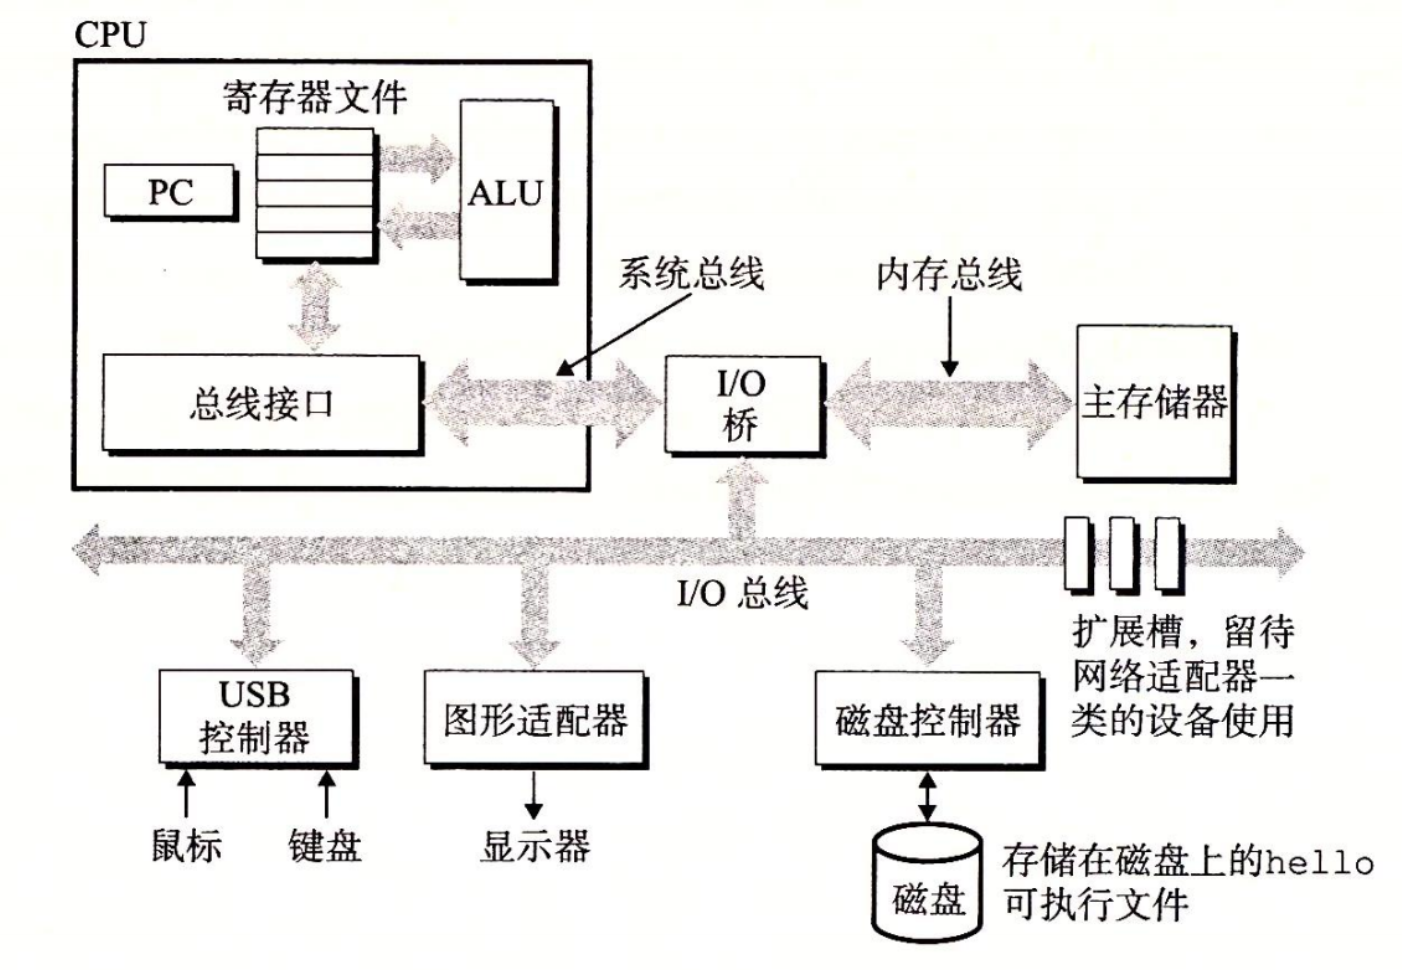 CPU
寄存器文件
PC
ALU
系统总线
内存总线
总线接口
I/O
桥
主存储器
I/O 总线
扩展槽，留待
网络适配器一
类的设备使用
USB
控制器
图形适配器
磁盘控制器
鼠标
键盘
显示器
磁盘
存储在磁盘上的hello
可执行文件